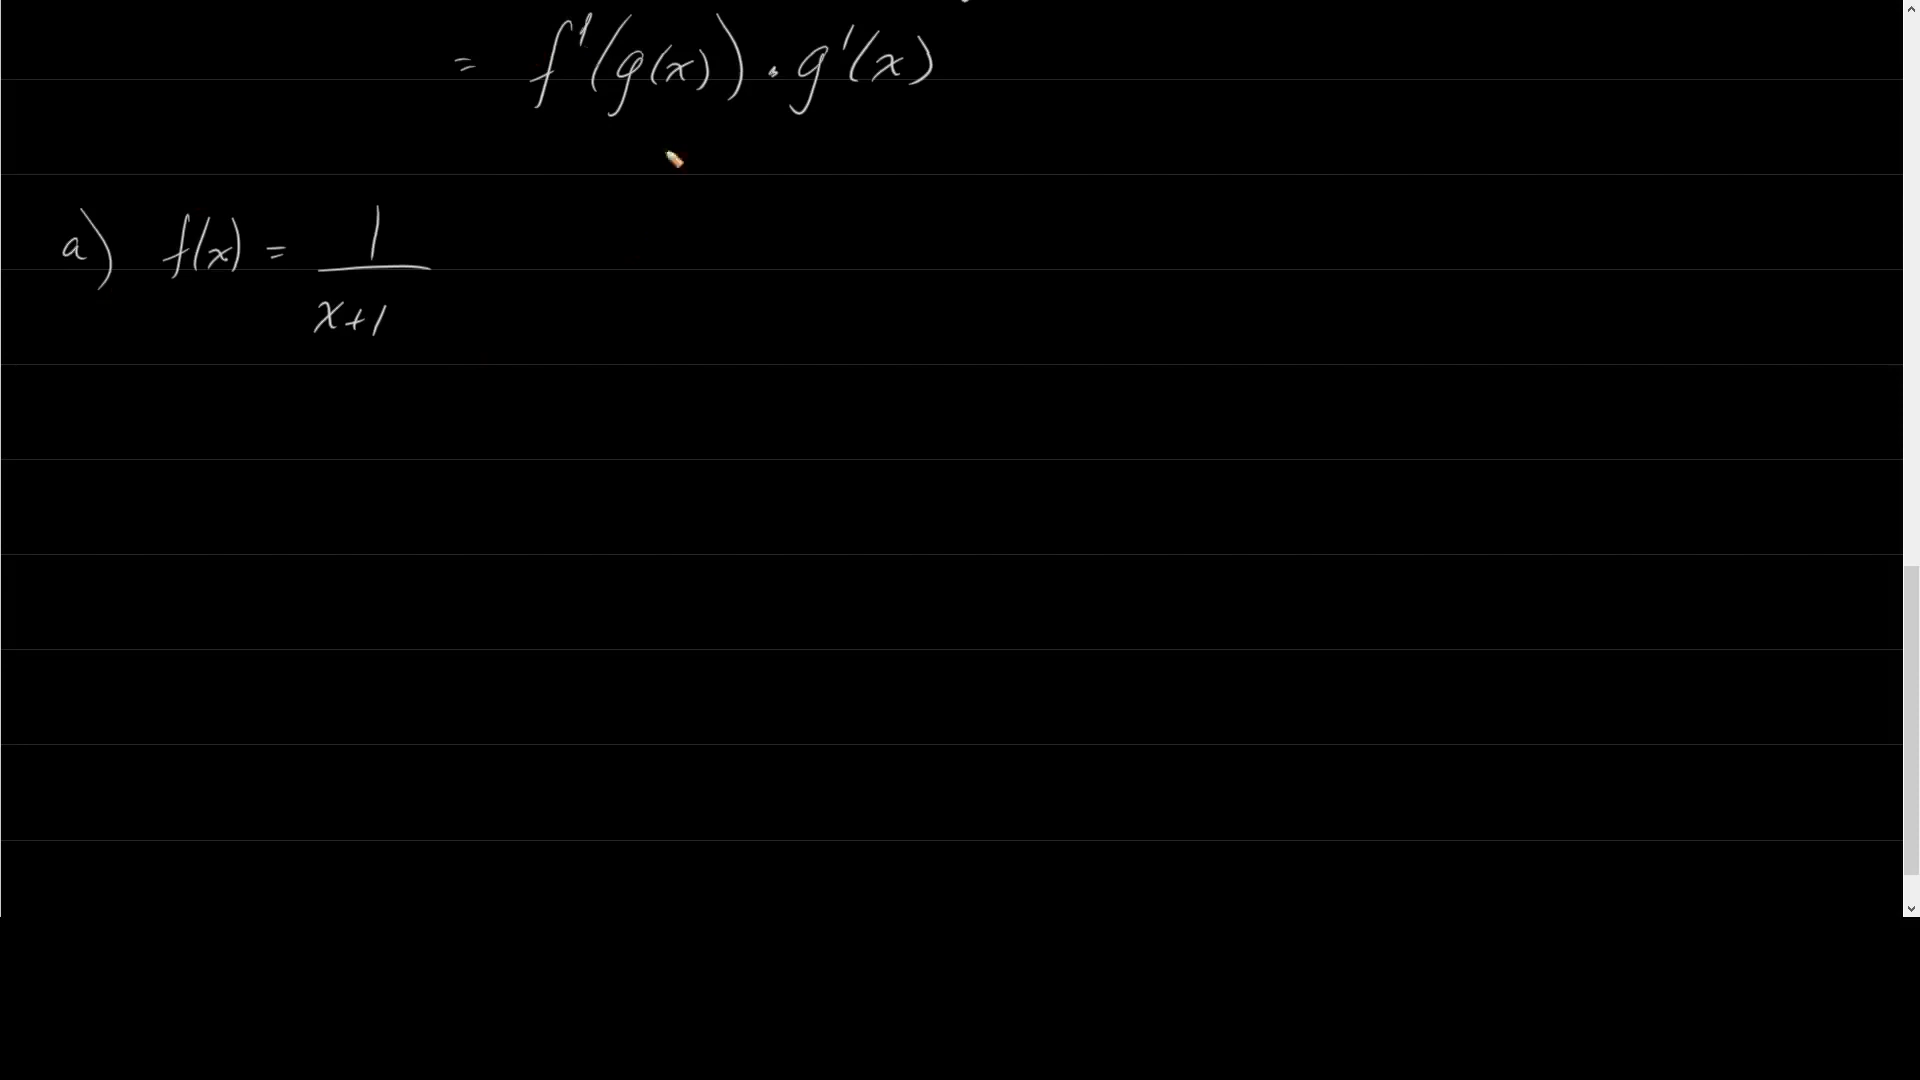 = f'(g(x)) · g'(x)
a) f(x) = 1/(x+1)